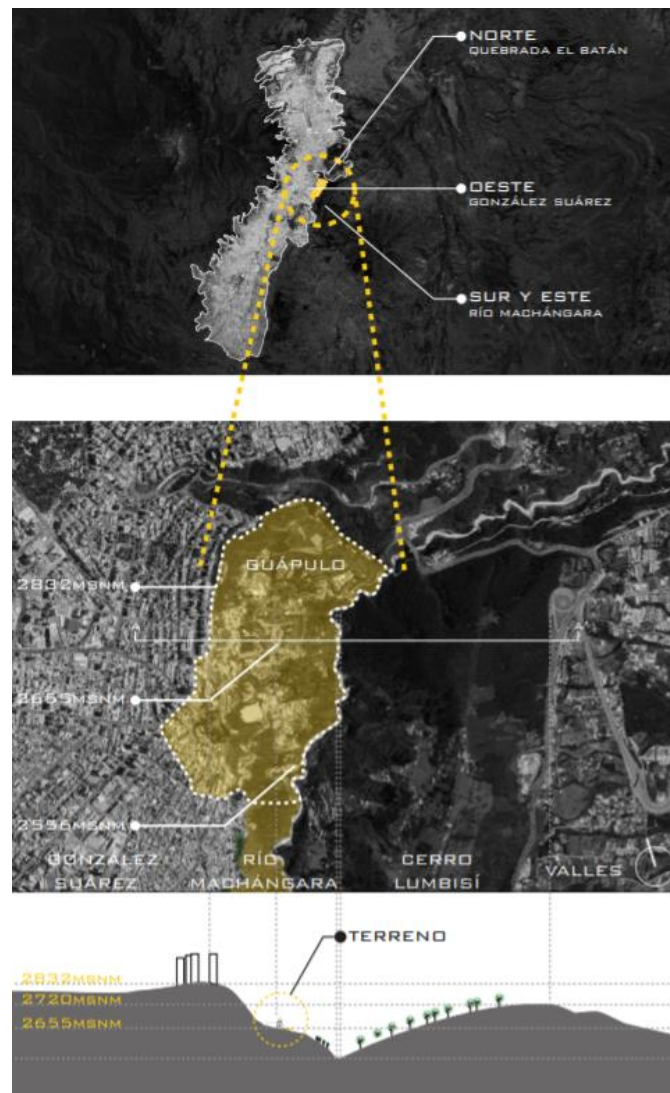 NORTE
QUEBRADA EL BATÁN
OESTE
GONZÁLEZ SUÁREZ
SUR Y ESTE
RÍO MACHÁNGARA
GUÁPULO
2832MSNM
A
A
2655MSNM
2556MSNM
GONZÁLEZ
SUÁREZ
RÍO
MACHÁNGARA
CERRO
LUMBISÍ
VALLES
TERRENO
2832MSNM
2720MSNM
2655MSNM